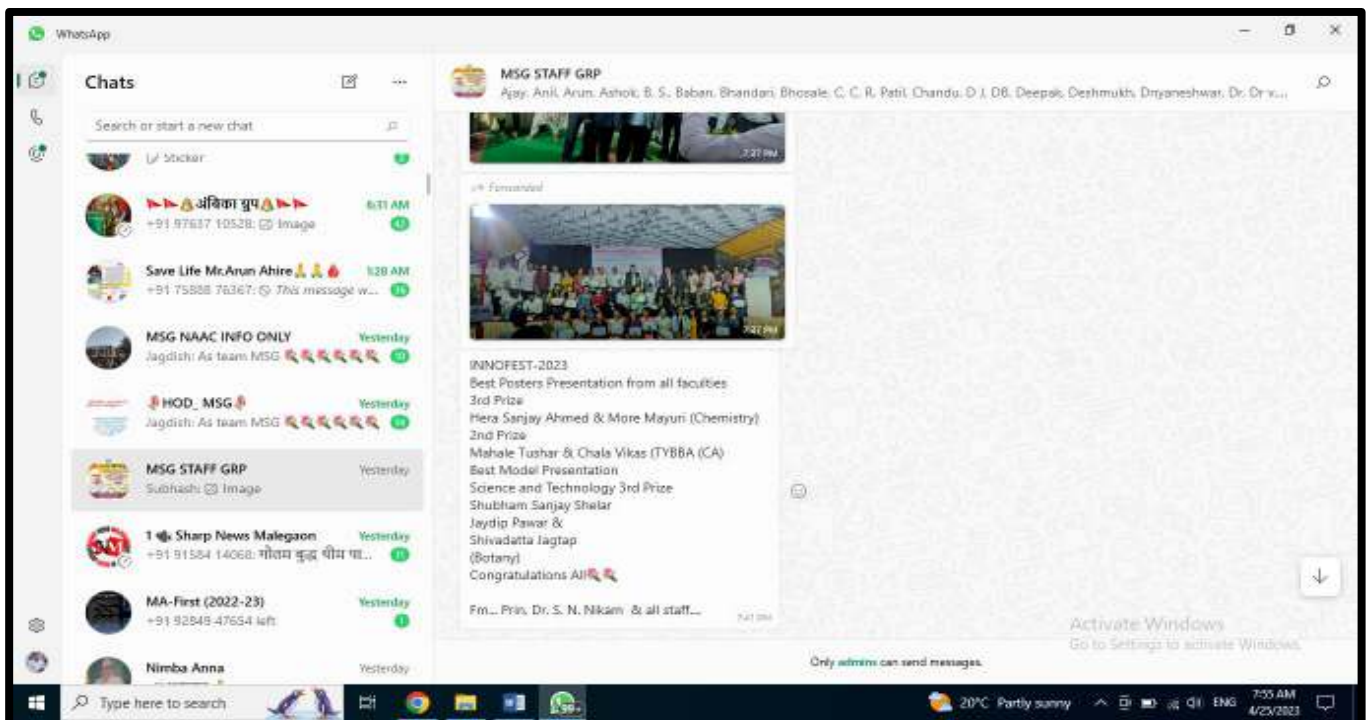 WhatsApp
Chats
Search or start a new chat
Sticker
अंबिका ग्रुप
6:31 AM
+91 97637 10528: Image
Save Life Mr.Arun Ahire
1:28 AM
+91 75888 76367: This message w...
MSG NAAC INFO ONLY
Yesterday
Jagdish: As team MSG
HOD_ MSG
Yesterday
Jagdish: As team MSG
MSG STAFF GRP
Yesterday
Subhash: Image
1 Sharp News Malegaon
Yesterday
+91 91584 14068:
MA-First (2022-23)
Yesterday
+91 92849 47654 left
1
Nimba Anna
Yesterday
MSG STAFF GRP
Ajay, Anil, Arun, Ashok, B. S., Baban, Bhandari, Bhosale, C, C. R. Patil, Chandu, D J, DB, Deepak, Deshmukh, Dnyaneshwar, Dr. Dr v...
7:27 PM
Forwarded
7:27 PM
INNOFEST-2023
Best Posters Presentation from all faculties
3rd Prize
Hera Sanjay Ahmed & More Mayuri (Chemistry)
2nd Prize
Mahale Tushar & Chala Vikas (TYBBA (CA)
Best Model Presentation
Science and Technology 3rd Prize
Shubham Sanjay Shelar
Jaydip Pawar &
Shivadatta Jagtap
(Botany)
Congratulations All
Fm... Prin. Dr. S. N. Nikam & all staff...
Activate Windows
Go to Settings to activate Windows.
Only admins can send messages.
Type here to search
99+
20°C Partly sunny
ENG
7:55 AM
4/25/2023